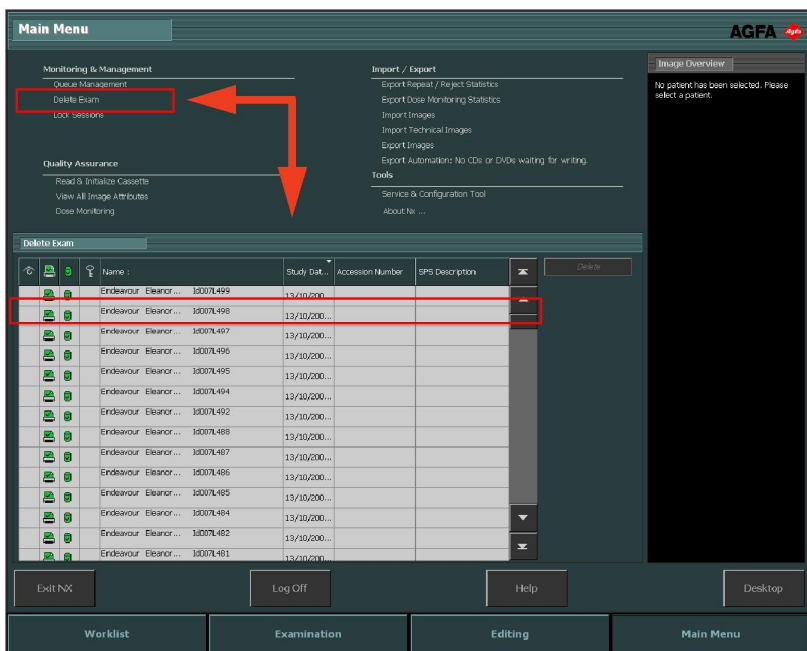 Main Menu
AGFA
Agfa
Monitoring & Management
Queue Management
Delete Exam
Lock Sessions
Quality Assurance
Read & Initialize Cassette
View All Image Attributes
Dose Monitoring
Import / Export
Export Repeat / Reject Statistics
Export Dose Monitoring Statistics
Import Images
Import Technical Images
Export Images
Export Automation: No CDs or DVDs waiting for writing.
Tools
Service & Configuration Tool
About Nx ...
Image Overview
No patient has been selected. Please
select a patient.
Delete Exam
Name : Study Dat... Accession Number SPS Description
Delete
Endeavour Eleanor... Id007L499 13/10/200...
Endeavour Eleanor... Id007L498 13/10/200...
Endeavour Eleanor... Id007L497 13/10/200...
Endeavour Eleanor... Id007L496 13/10/200...
Endeavour Eleanor... Id007L495 13/10/200...
Endeavour Eleanor... Id007L494 13/10/200...
Endeavour Eleanor... Id007L492 13/10/200...
Endeavour Eleanor... Id007L488 13/10/200...
Endeavour Eleanor... Id007L487 13/10/200...
Endeavour Eleanor... Id007L486 13/10/200...
Endeavour Eleanor... Id007L485 13/10/200...
Endeavour Eleanor... Id007L484 13/10/200...
Endeavour Eleanor... Id007L482 13/10/200...
Endeavour Eleanor... Id007L481 13/10/200...
Exit NX Log Off Help Desktop
Worklist Examination Editing Main Menu